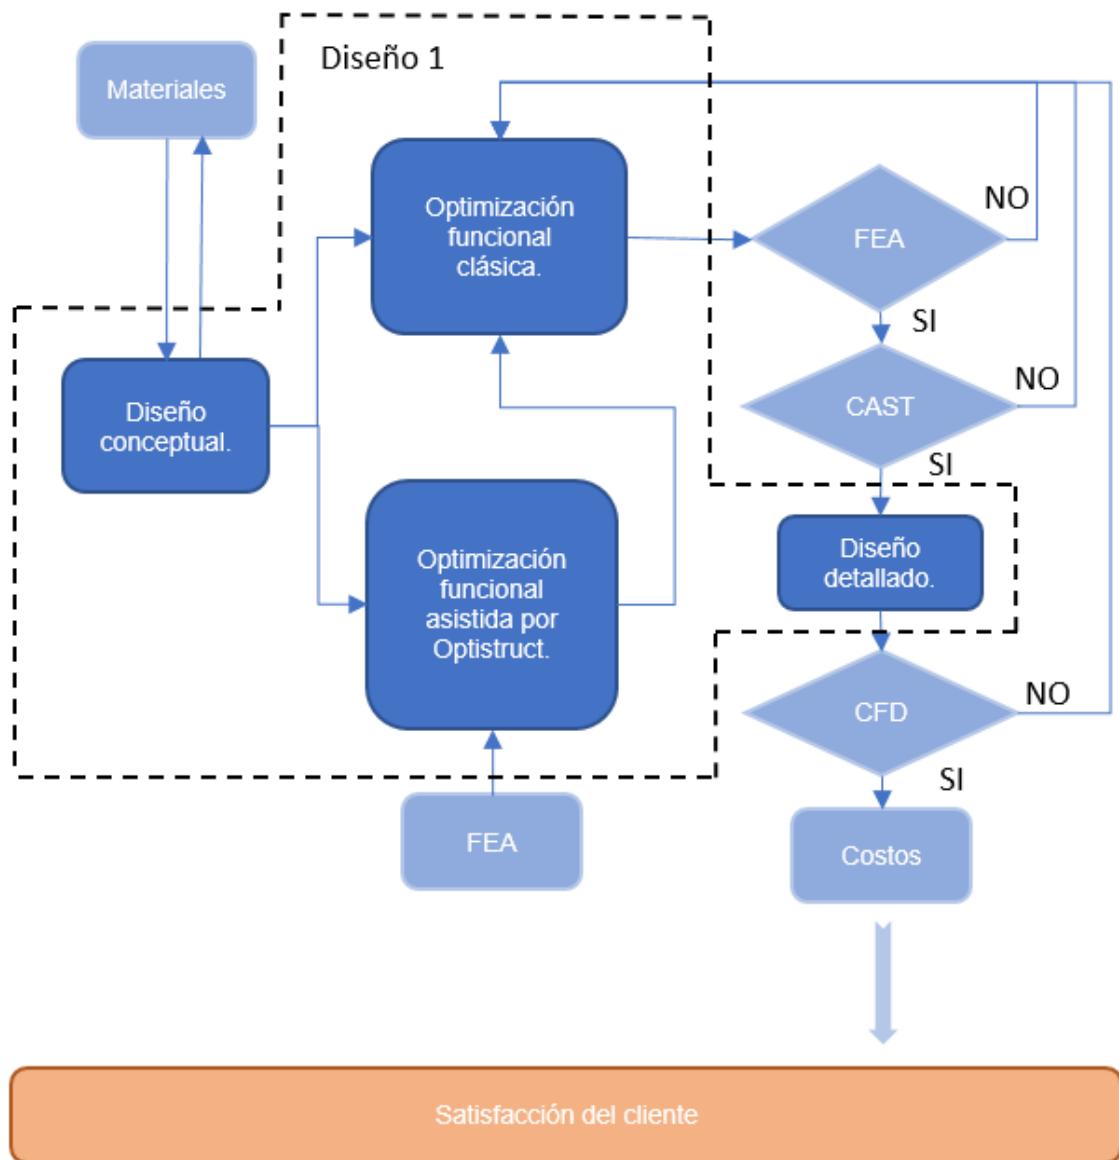 Diseño 1
Materiales
Optimización
funcional
clásica.
FEA
NO
SI
CAST
NO
SI
Diseño
conceptual.
Optimización
funcional
asistida por
Optistruct.
Diseño
detallado.
CFD
NO
SI
FEA
Costos
Satisfacción del cliente